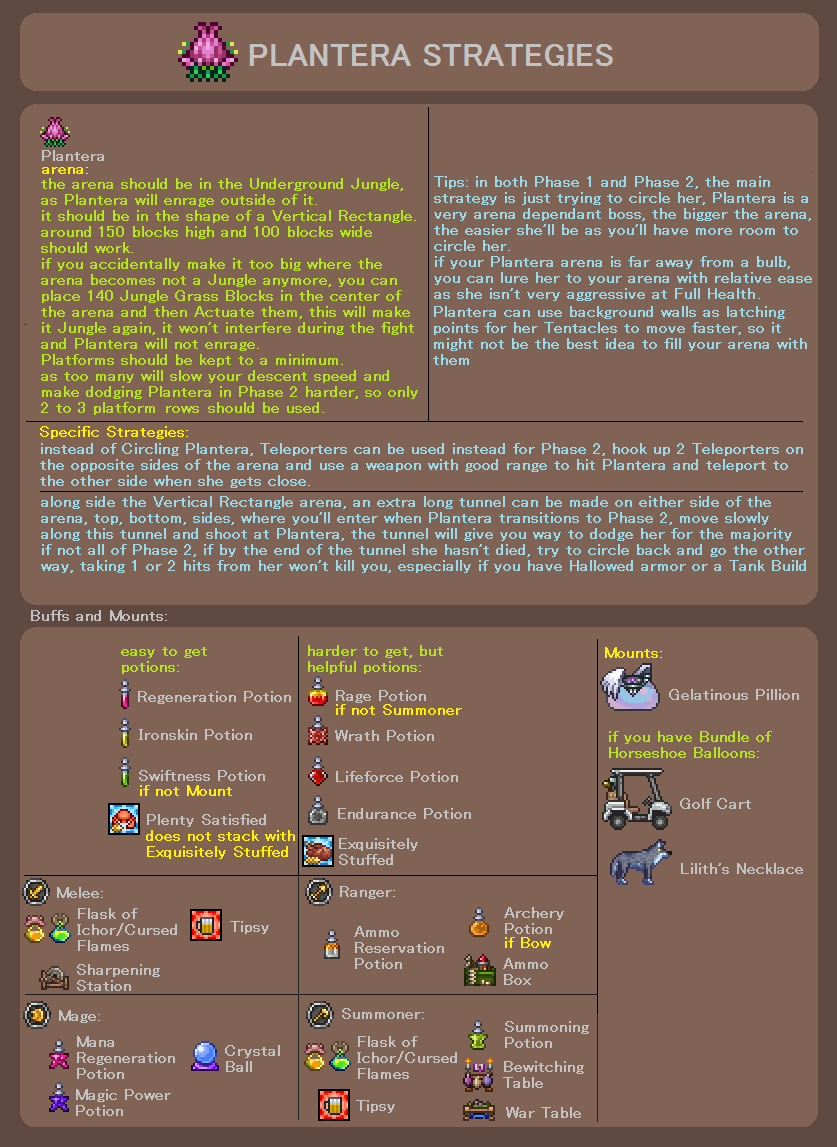 PLANTERA STRATEGIES
Plantera
arena:
the arena should be in the Underground Jungle,
as Plantera will enrage outside of it.
it should be in the shape of a Vertical Rectangle.
around 150 blocks high and 100 blocks wide
should work.
if you accidentally make it too big where the
arena becomes not a Jungle anymore, you can
place 140 Jungle Grass Blocks in the center of
the arena and then Actuate them, this will make
it Jungle again, it won't interfere during the fight
and Plantera will not enrage.
Platforms should be kept to a minimum.
as too many will slow your descent speed and
make dodging Plantera in Phase 2 harder, so only
2 to 3 platform rows should be used.
Tips: in both Phase 1 and Phase 2, the main
strategy is just trying to circle her, Plantera is a
very arena dependant boss, the bigger the arena,
the easier she'll be as you'll have more room to
circle her.
if your Plantera arena is far away from a bulb,
you can lure her to your arena with relative ease
as she isn't very aggressive at Full Health.
Plantera can use background walls as latching
points for her Tentacles to move faster, so it
might not be the best idea to fill your arena with
them
Specific Strategies:
instead of Circling Plantera, Teleporters can be used instead for Phase 2, hook up 2 Teleporters on
the opposite sides of the arena and use a weapon with good range to hit Plantera and teleport to
the other side when she gets close.
along side the Vertical Rectangle arena, an extra long tunnel can be made on either side of the
arena, top, bottom, sides, where you'll enter when Plantera transitions to Phase 2, move slowly
along this tunnel and shoot at Plantera, the tunnel will give you way to dodge her for the majority
if not all of Phase 2, if by the end of the tunnel she hasn't died, try to circle back and go the other
way, taking 1 or 2 hits from her won't kill you, especially if you have Hallowed armor or a Tank Build
Buffs and Mounts:
easy to get
potions:
Regeneration Potion
Ironskin Potion
Swiftness Potion
if not Mount
Plenty Satisfied
does not stack with
Exquisitely Stuffed
harder to get, but
helpful potions:
Rage Potion
if not Summoner
Wrath Potion
Lifeforce Potion
Endurance Potion
Exquisitely
Stuffed
Mounts:
Gelatinous Pillion
if you have Bundle of
Horseshoe Balloons:
Golf Cart
Lilith's Necklace
Melee:
Flask of
Ichor/Cursed
Flames
Tipsy
Sharpening
Station
Ranger:
Ammo
Reservation
Potion
Archery
Potion
if Bow
Ammo
Box
Mage:
Mana
Regeneration
Potion
Crystal
Ball
Magic Power
Potion
Summoner:
Flask of
Ichor/Cursed
Flames
Tipsy
Summoning
Potion
Bewitching
Table
War Table